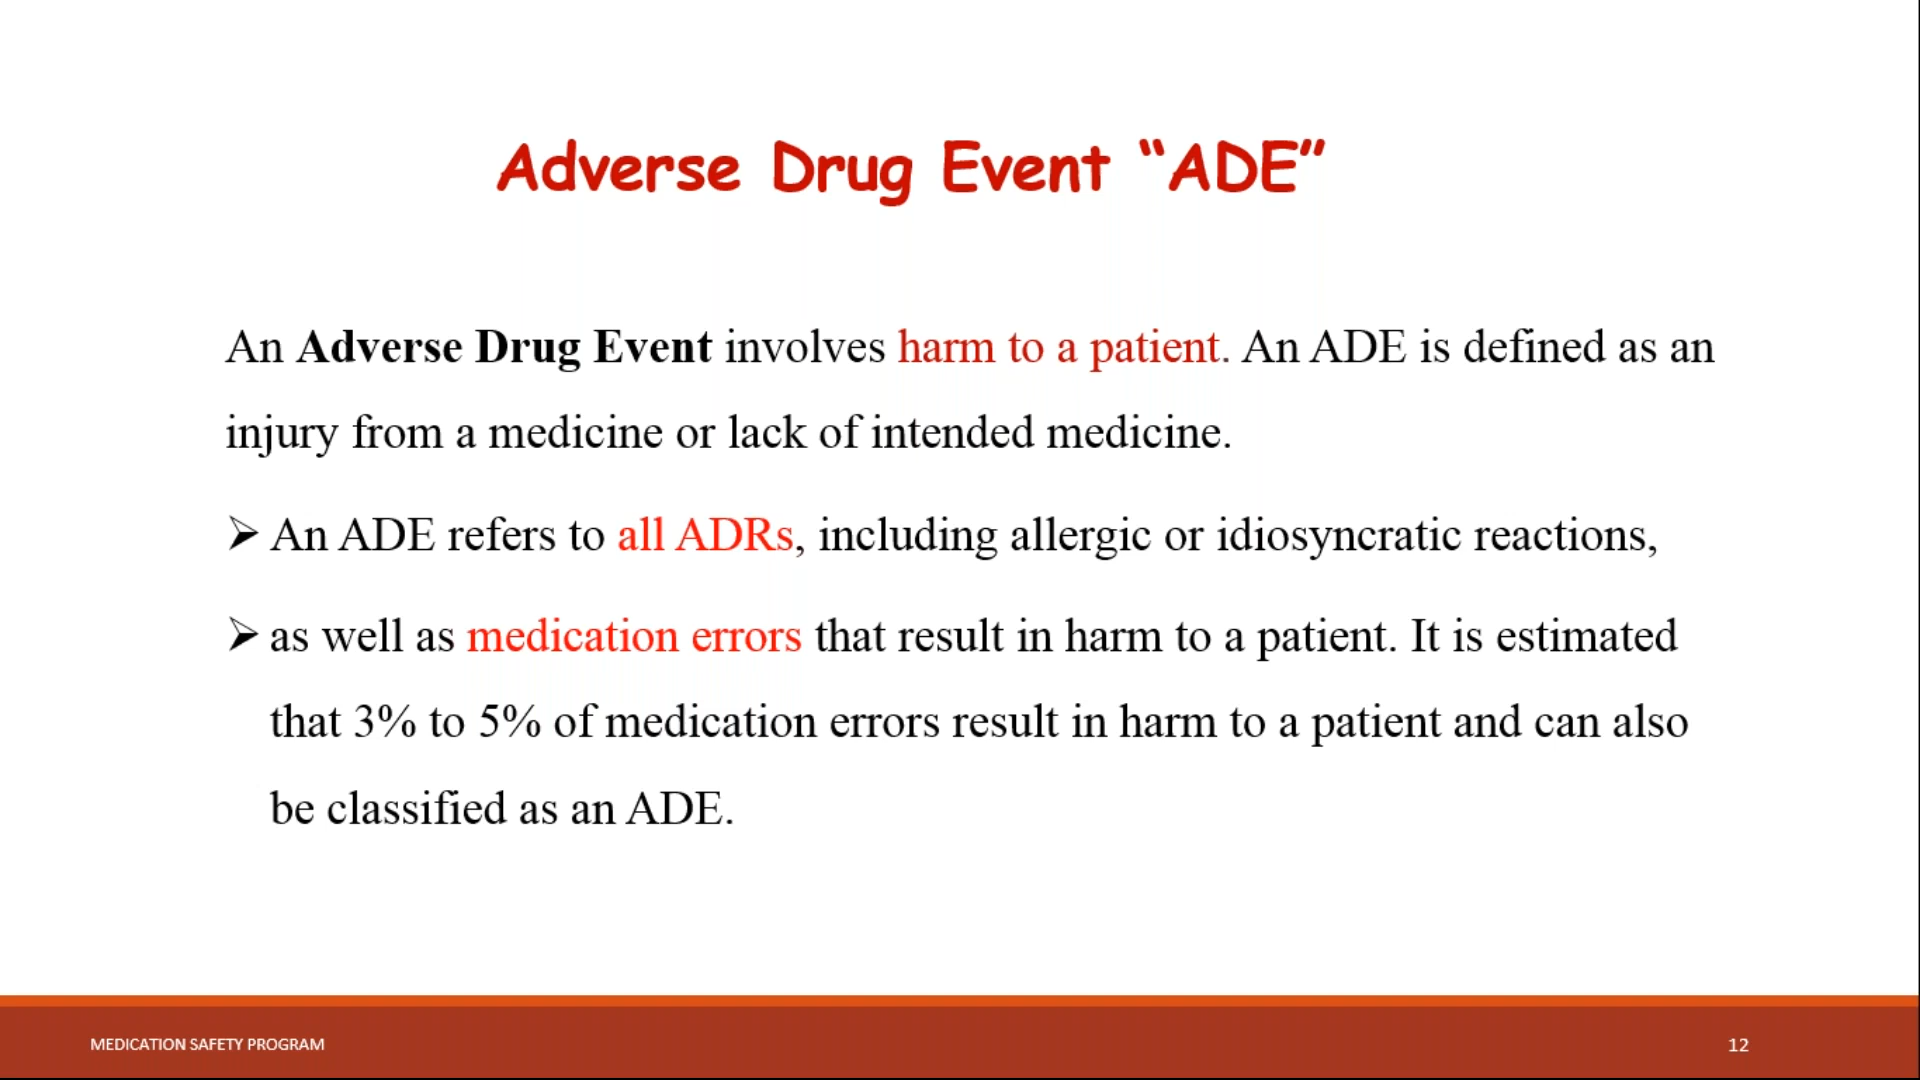 Adverse Drug Event “ADE”
An Adverse Drug Event involves harm to a patient. An ADE is defined as an
injury from a medicine or lack of intended medicine.
➢ An ADE refers to all ADRs, including allergic or idiosyncratic reactions,
➢ as well as medication errors that result in harm to a patient. It is estimated
that 3% to 5% of medication errors result in harm to a patient and can also
be classified as an ADE.
MEDICATION SAFETY PROGRAM
12